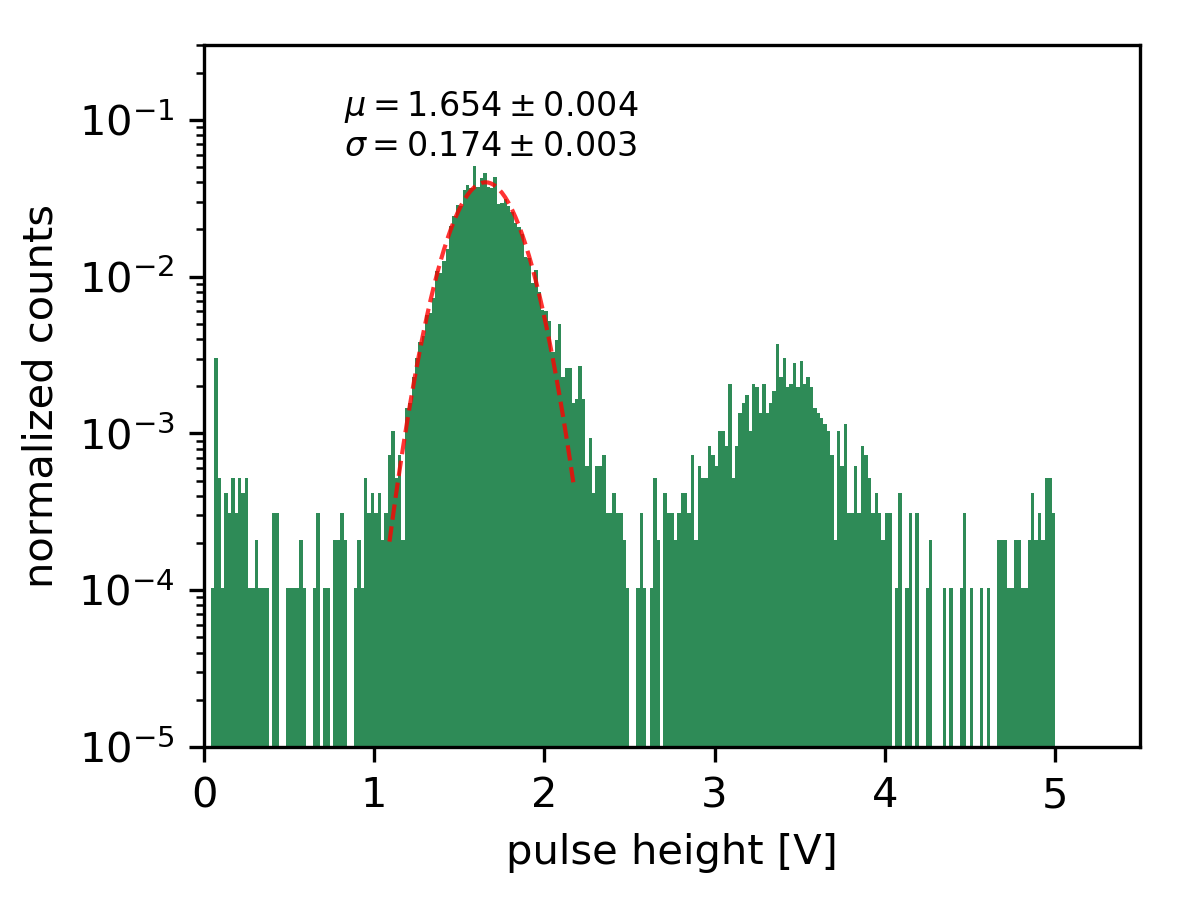 μ = 1.654 ± 0.004
σ = 0.174 ± 0.003
normalized counts
10⁻¹
10⁻²
10⁻³
10⁻⁴
10⁻⁵
0 1 2 3 4 5
pulse height [V]